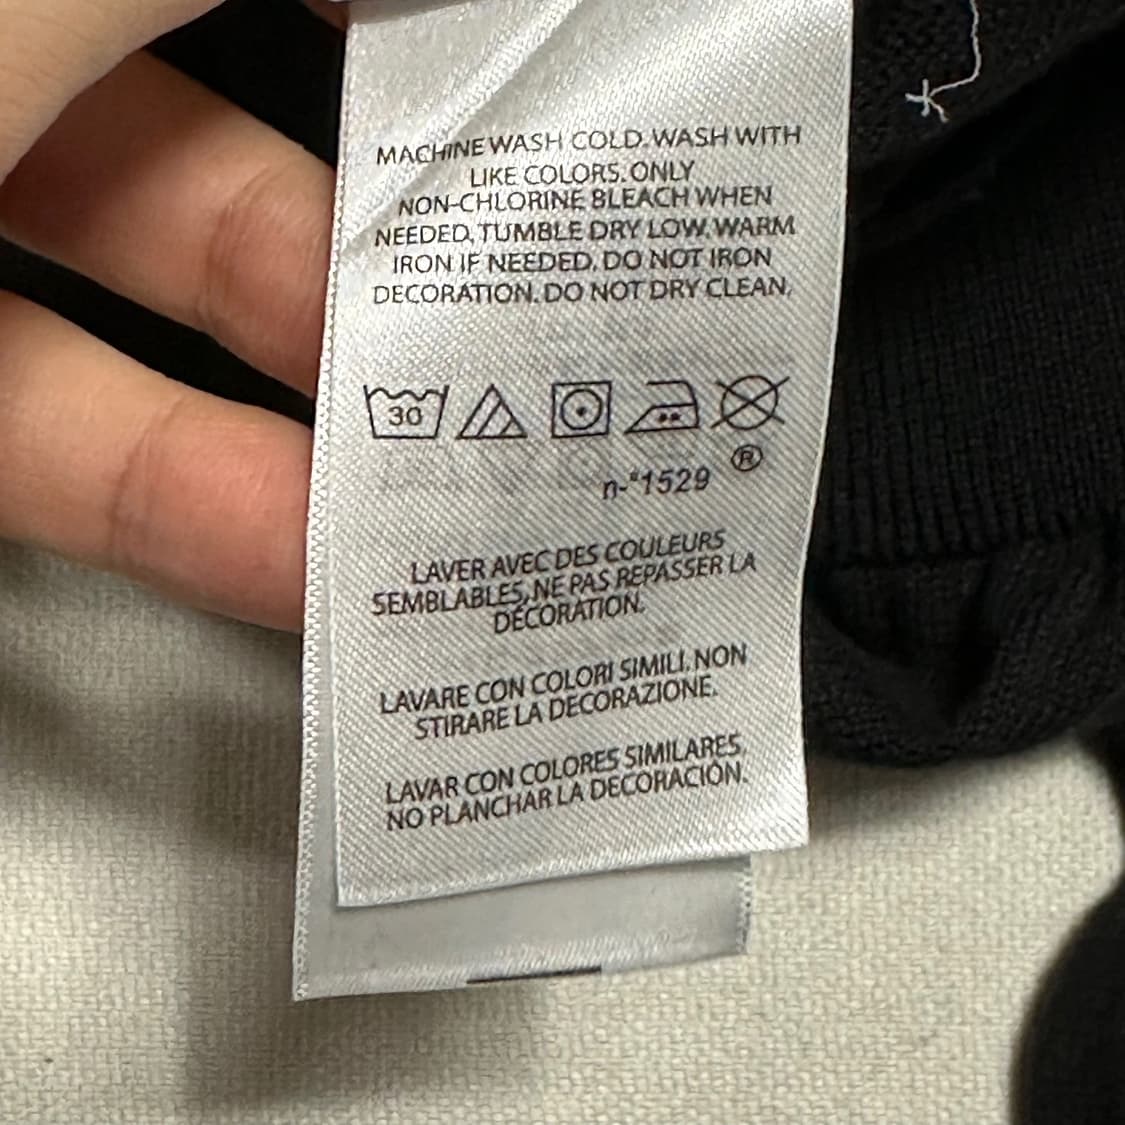 MACHINE WASH COLD. WASH WITH
LIKE COLORS. ONLY
NON-CHLORINE BLEACH WHEN
NEEDED, TUMBLE DRY LOW. WARM
IRON IF NEEDED, DO NOT IRON
DECORATION. DO NOT DRY CLEAN.
30
®
n-°1529
LAVER AVEC DES COULEURS
SEMBLABLES, NE PAS REPASSER LA
DÉCORATION.
LAVARE CON COLORI SIMILI. NON
STIRARE LA DECORAZIONE.
LAVAR CON COLORES SIMILARES.
NO PLANCHAR LA DECORACIÓN.